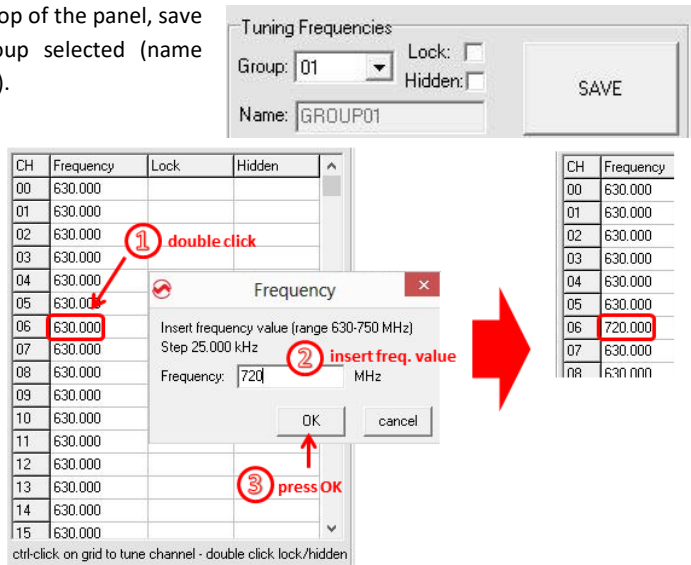 op of the panel, save
oup selected (name
).
Tuning Frequencies
Group: 01
Lock:
Hidden:
SAVE
Name: GROUP01
CH Frequency Lock Hidden
00 630.000
01 630.000
02 630.000
03 630.000
04 630.000
05 630.000
06 630.000
07 630.000
08 630.000
09 630.000
10 630.000
11 630.000
12 630.000
13 630.000
14 630.000
15 630.000
ctrl-click on grid to tune channel - double click lock/hidden
1 double click
Frequency
Insert frequency value (range 630-750 MHz)
Step 25.000 kHz
2 insert freq. value
Frequency: 720 MHz
OK cancel
3 press OK
CH Frequency
00 630.000
01 630.000
02 630.000
03 630.000
04 630.000
05 630.000
06 720.000
07 630.000
08 630.000